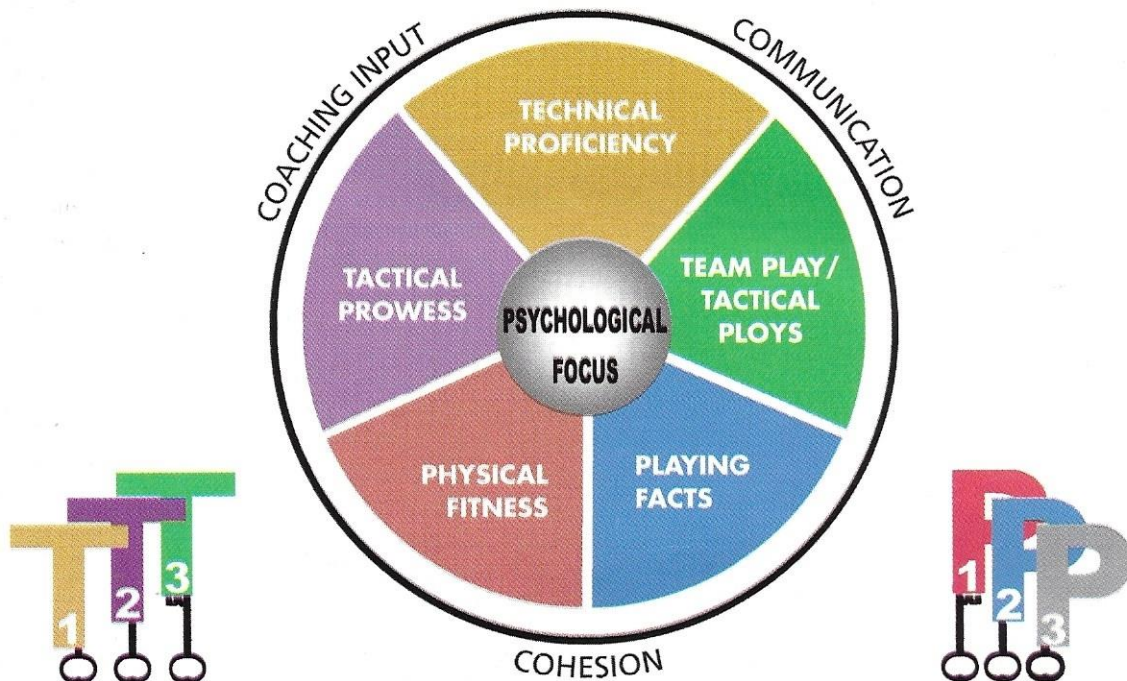 COACHING INPUT
COMMUNICATION
TECHNICAL
PROFICIENCY
TACTICAL
PROWESS
TEAM PLAY/
TACTICAL
PLOYS
PSYCHOLOGICAL
FOCUS
PHYSICAL
FITNESS
PLAYING
FACTS
COHESION
T T T
1 2 3
P P P
1 2 3